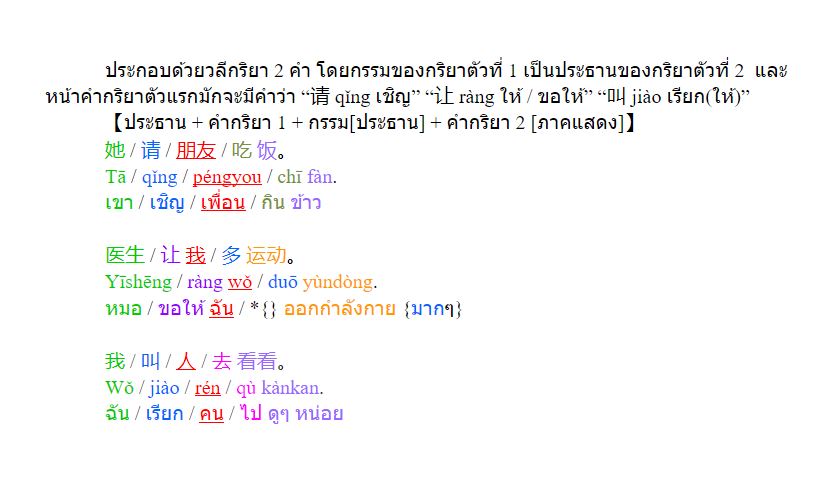 ประกอบด้วยวลีกริยา 2 คำ โดยกรรมของกริยาตัวที่ 1 เป็นประธานของกริยาตัวที่ 2 และ
หน้าคำกริยาตัวแรกมักจะมีคำว่า “请 qǐng เชิญ” “让 ràng ให้ / ขอให้” “叫 jiào เรียก(ให้)”
【ประธาน + คำกริยา 1 + กรรม[ประธาน] + คำกริยา 2 [ภาคแสดง]】
她 / 请 / 朋友 / 吃 饭。
Tā / qǐng / péngyou / chī fàn.
เขา / เชิญ / เพื่อน / กิน ข้าว
医生 / 让 我 / 多 运动。
Yīshēng / ràng wǒ / duō yùndòng.
หมอ / ขอให้ ฉัน / *{} ออกกำลังกาย {มากๆ}
我 / 叫 / 人 / 去 看看。
Wǒ / jiào / rén / qù kànkan.
ฉัน / เรียก / คน / ไป ดูๆ หน่อย